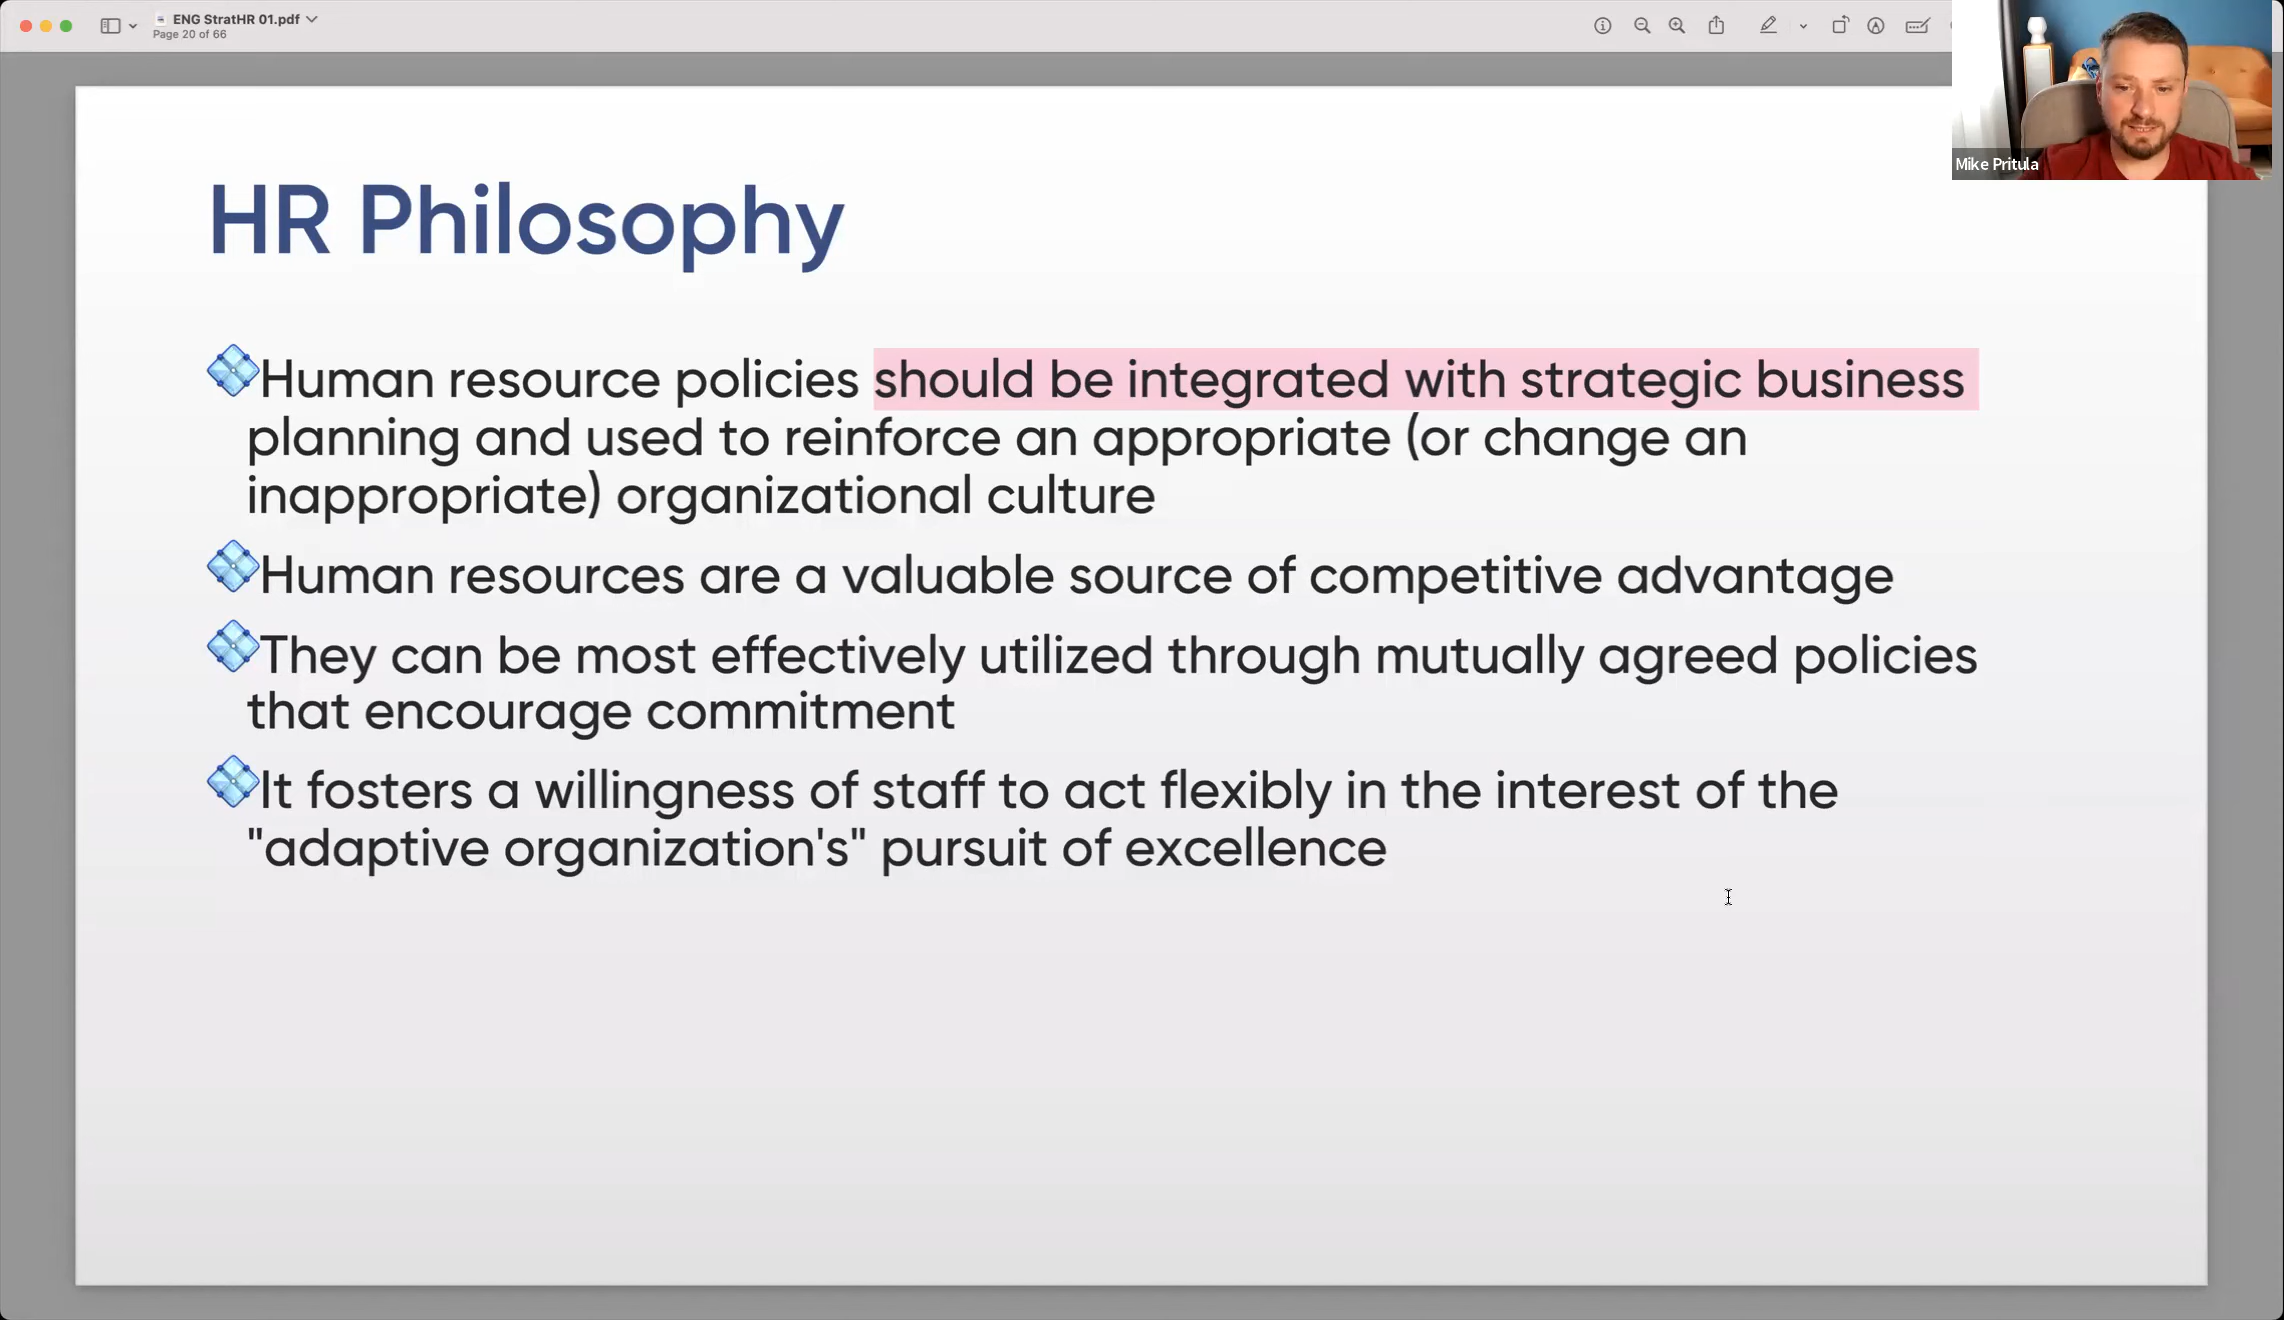 ENG StratHR 01.pdf
Page 20 of 66
Mike Pritula
HR Philosophy
Human resource policies should be integrated with strategic business
planning and used to reinforce an appropriate (or change an
inappropriate) organizational culture
Human resources are a valuable source of competitive advantage
They can be most effectively utilized through mutually agreed policies
that encourage commitment
It fosters a willingness of staff to act flexibly in the interest of the
"adaptive organization's" pursuit of excellence